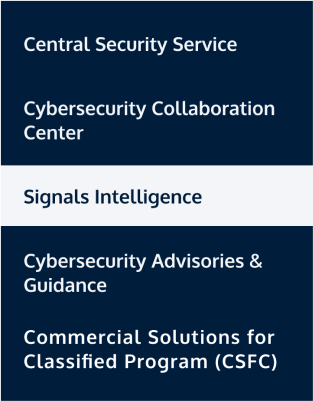 Central Security Service
Cybersecurity Collaboration
Center
Signals Intelligence
Cybersecurity Advisories &
Guidance
Commercial Solutions for
Classified Program (CSFC)